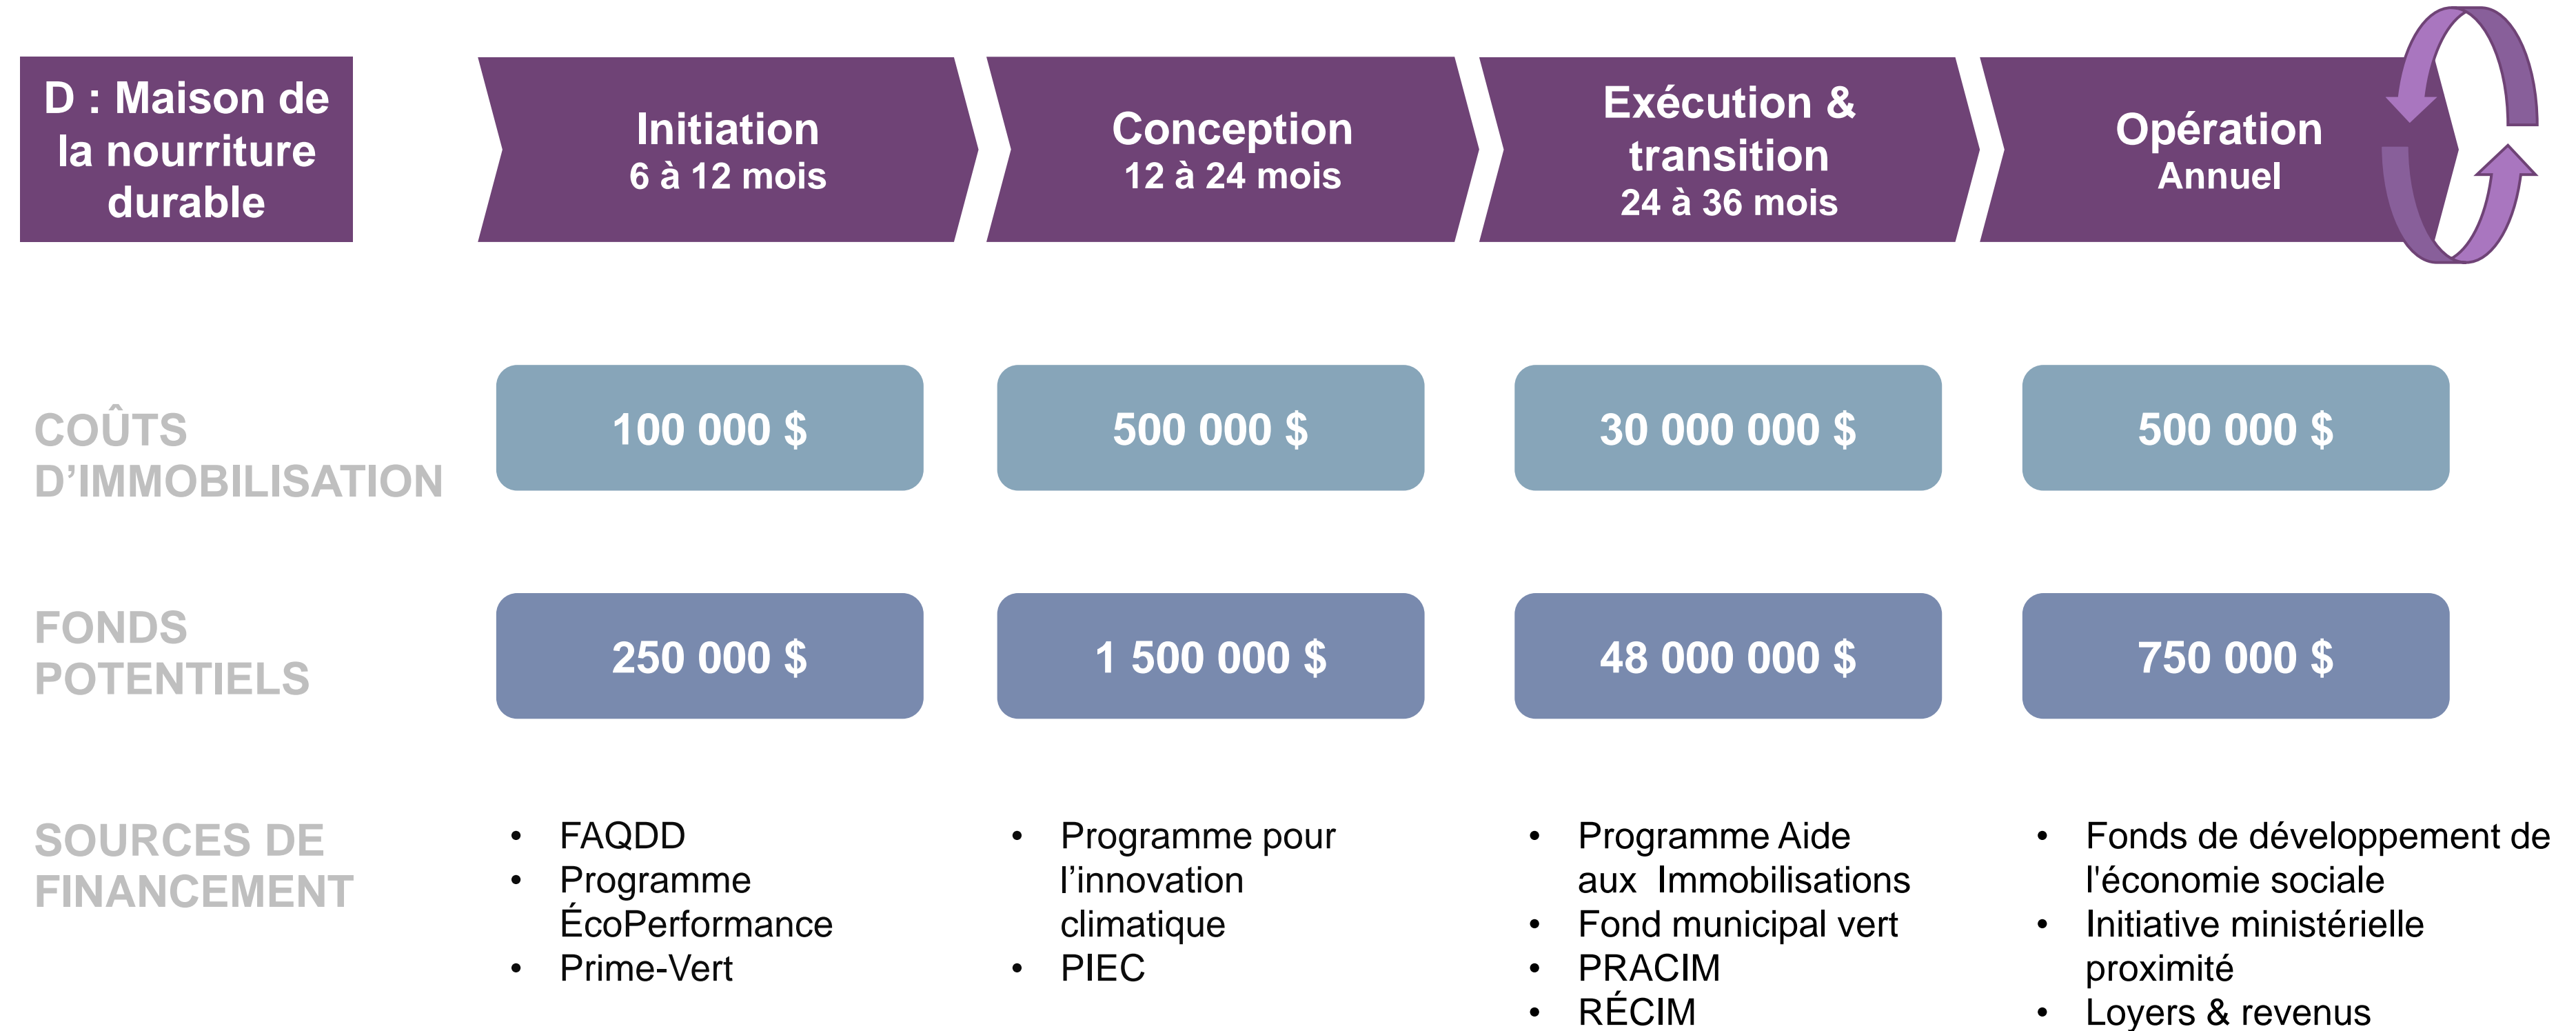 D : Maison de
la nourriture
durable
Initiation
6 à 12 mois
Conception
12 à 24 mois
Exécution &
transition
24 à 36 mois
Opération
Annuel
COÛTS
D’IMMOBILISATION
100 000 $
500 000 $
30 000 000 $
500 000 $
FONDS
POTENTIELS
250 000 $
1 500 000 $
48 000 000 $
750 000 $
SOURCES DE
FINANCEMENT
• FAQDD
• Programme
ÉcoPerformance
• Prime-Vert
• Programme pour
l’innovation
climatique
• PIEC
• Programme Aide
aux Immobilisations
• Fond municipal vert
• PRACIM
• RÉCIM
• Fonds de développement de
l'économie sociale
• Initiative ministérielle
proximité
• Loyers & revenus